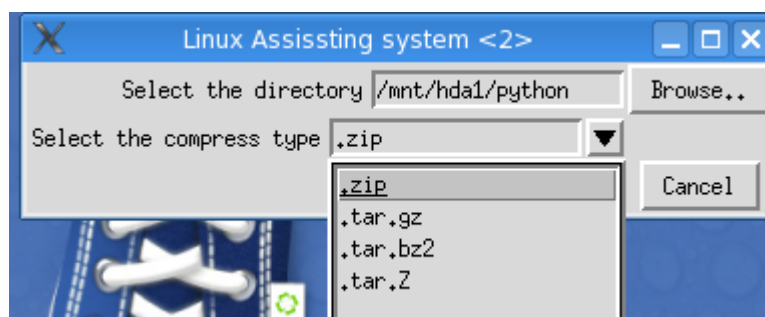 Linux Assissting system <2>
Select the directory /mnt/hda1/python Browse..
Select the compress type .zip
.zip
Cancel
.tar.gz
.tar.bz2
.tar.Z